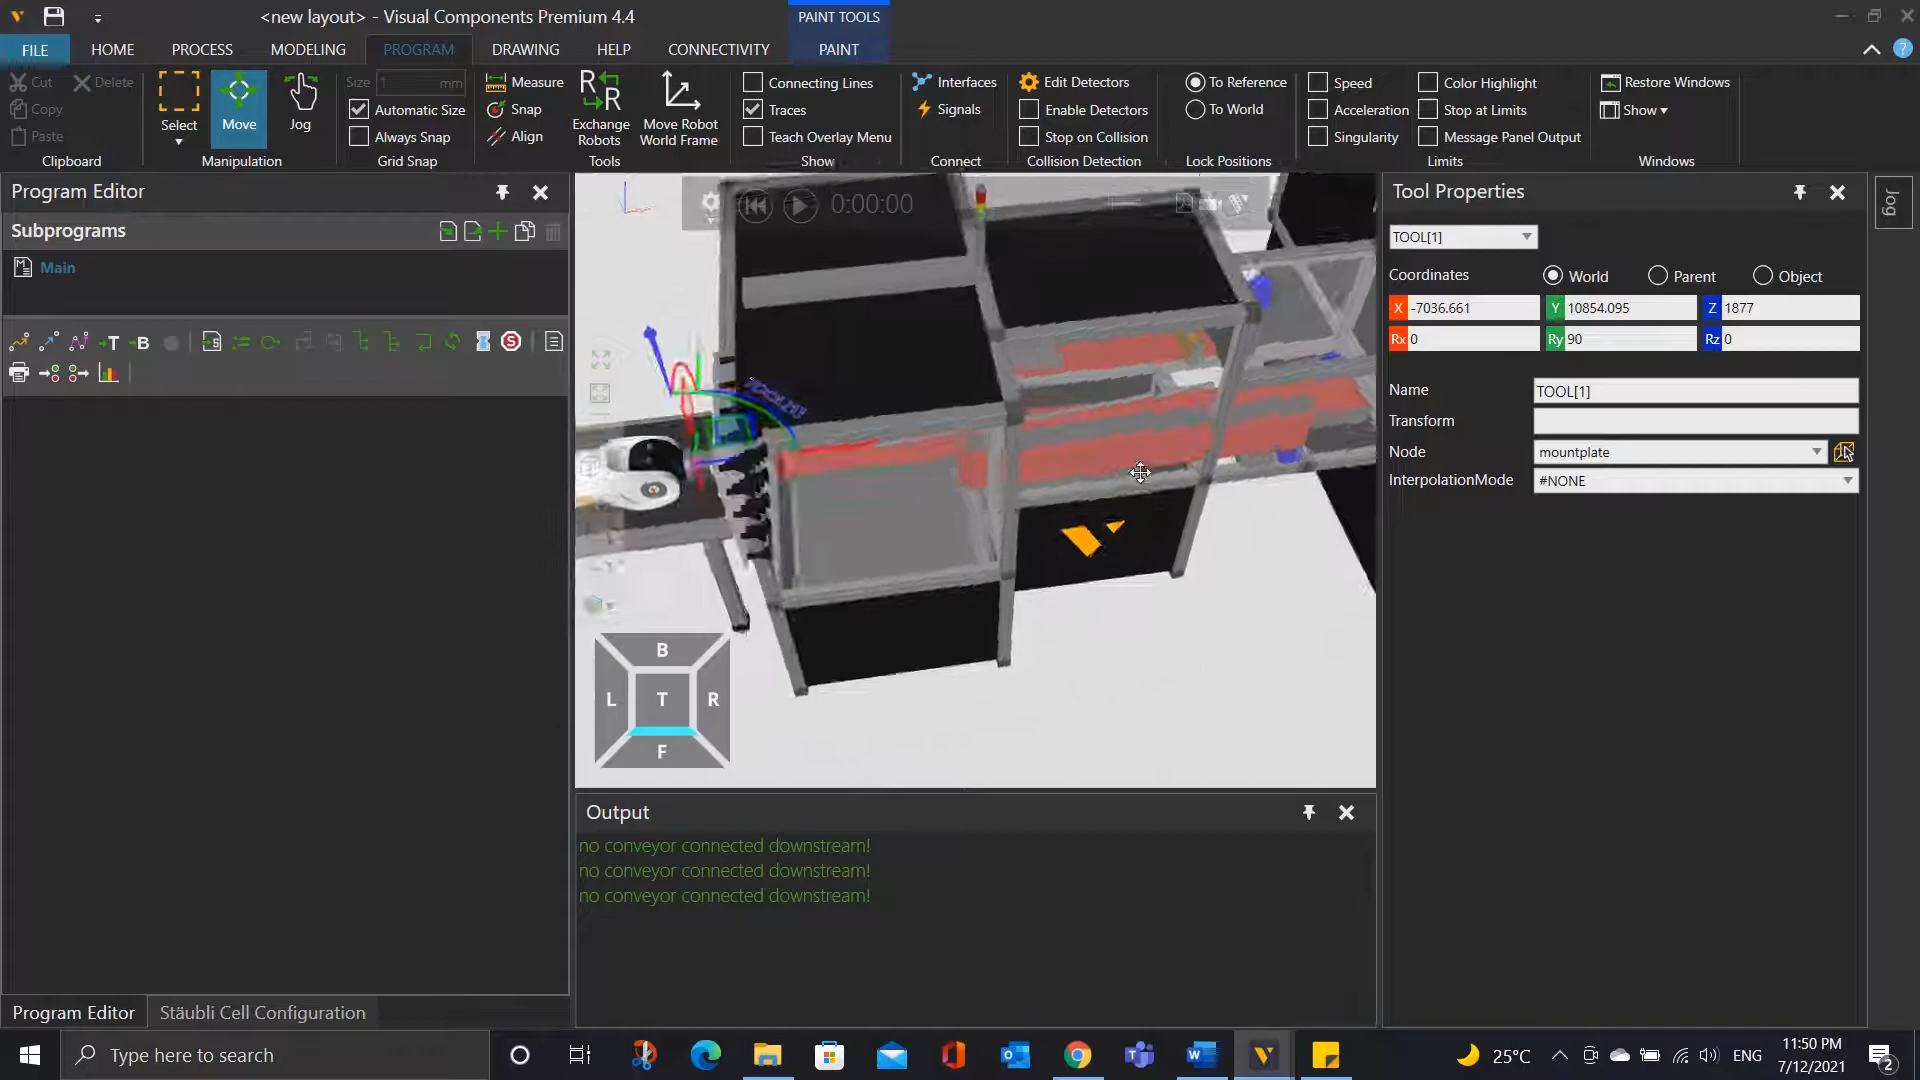 <new layout> - Visual Components Premium 4.4
PAINT TOOLS
FILE HOME PROCESS MODELING PROGRAM DRAWING HELP CONNECTIVITY PAINT
Cut Delete
Copy
Paste
Clipboard
Select Move Jog
Manipulation
Size 1 mm
Automatic Size
Always Snap
Grid Snap
Measure
Snap
Align
Exchange Robots
Move Robot World Frame
Tools
Connecting Lines
Traces
Teach Overlay Menu
Show
Interfaces
Signals
Connect
Edit Detectors
Enable Detectors
Stop on Collision
Collision Detection
To Reference
To World
Lock Positions
Speed
Acceleration
Singularity
Color Highlight
Stop at Limits
Message Panel Output
Limits
Restore Windows
Show
Windows
Program Editor
Subprograms
Main
0:00:00
TOOL[1]
B
L T R
F
Output
no conveyor connected downstream!
no conveyor connected downstream!
no conveyor connected downstream!
Tool Properties
Jog
TOOL[1]
Coordinates World Parent Object
X -7036.661 Y 10854.095 Z 1877
Rx 0 Ry 90 Rz 0
Name TOOL[1]
Transform
Node mountplate
InterpolationMode #NONE
Program Editor Stäubli Cell Configuration
Type here to search
25°C
ENG
11:50 PM
7/12/2021
2